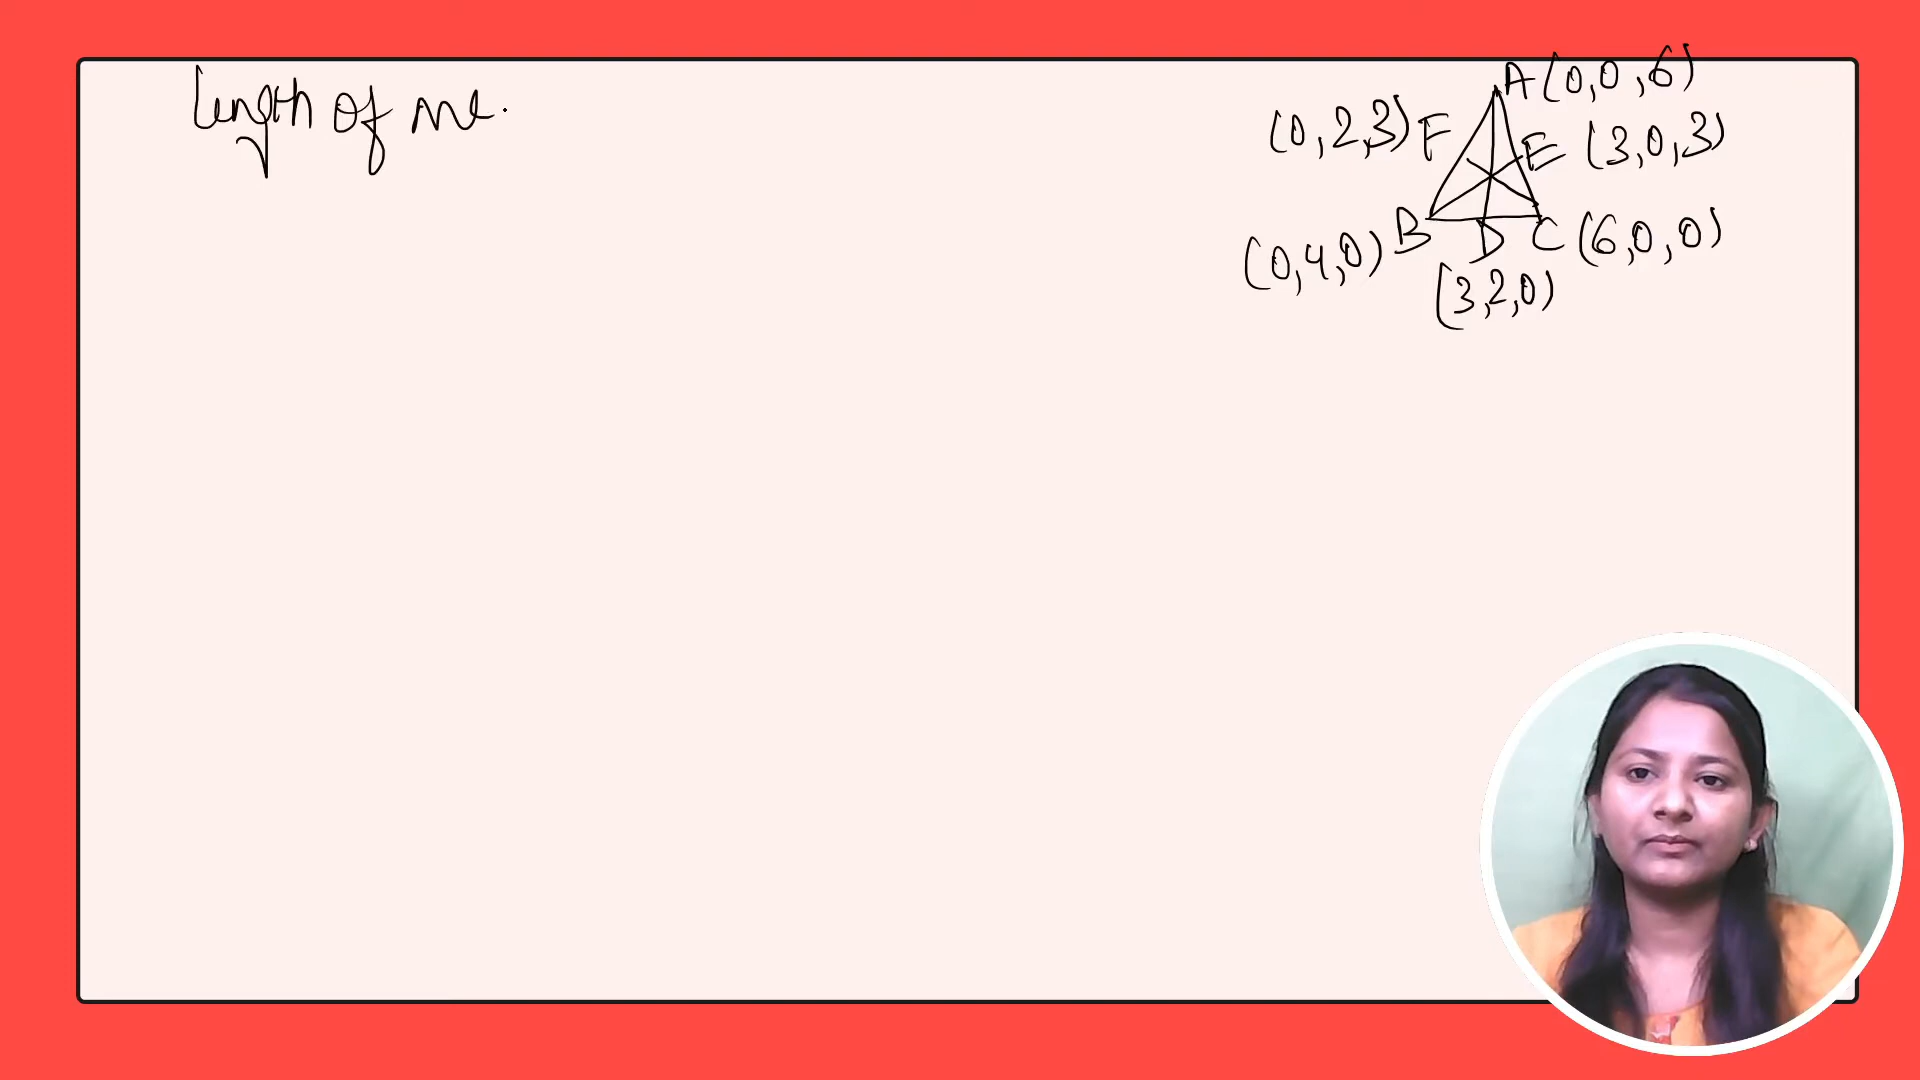 Length of me.
A (0,0,6)
(0,2,3) F E (3,0,3)
(0,4,0) B D C (6,0,0)
(3,2,0)